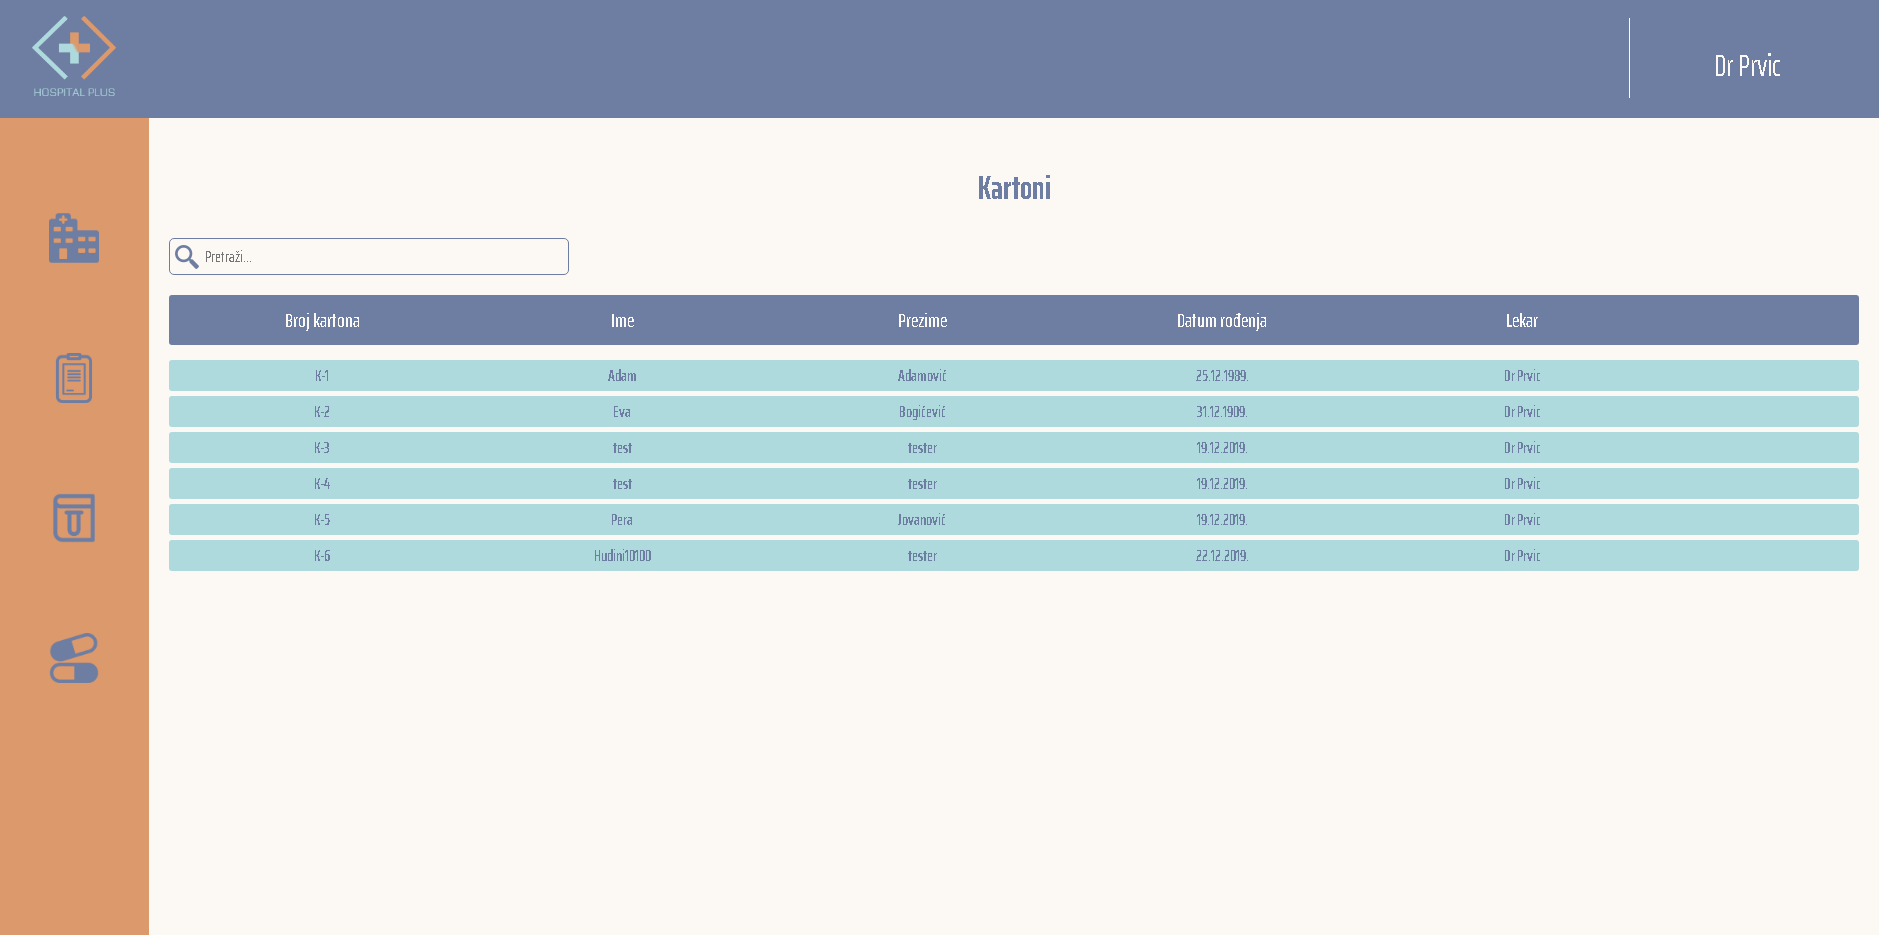 HOSPITAL PLUS
Dr Prvic
Kartoni
Pretraži...
Broj kartona Ime Prezime Datum rođenja Lekar
K-1 Adam Adamović 25.12.1989. Dr Prvic
K-2 Eva Bogićević 31.12.1909. Dr Prvic
K-3 test tester 19.12.2019. Dr Prvic
K-4 test tester 19.12.2019. Dr Prvic
K-5 Pera Jovanović 19.12.2019. Dr Prvic
K-6 Hudini10100 tester 22.12.2019. Dr Prvic